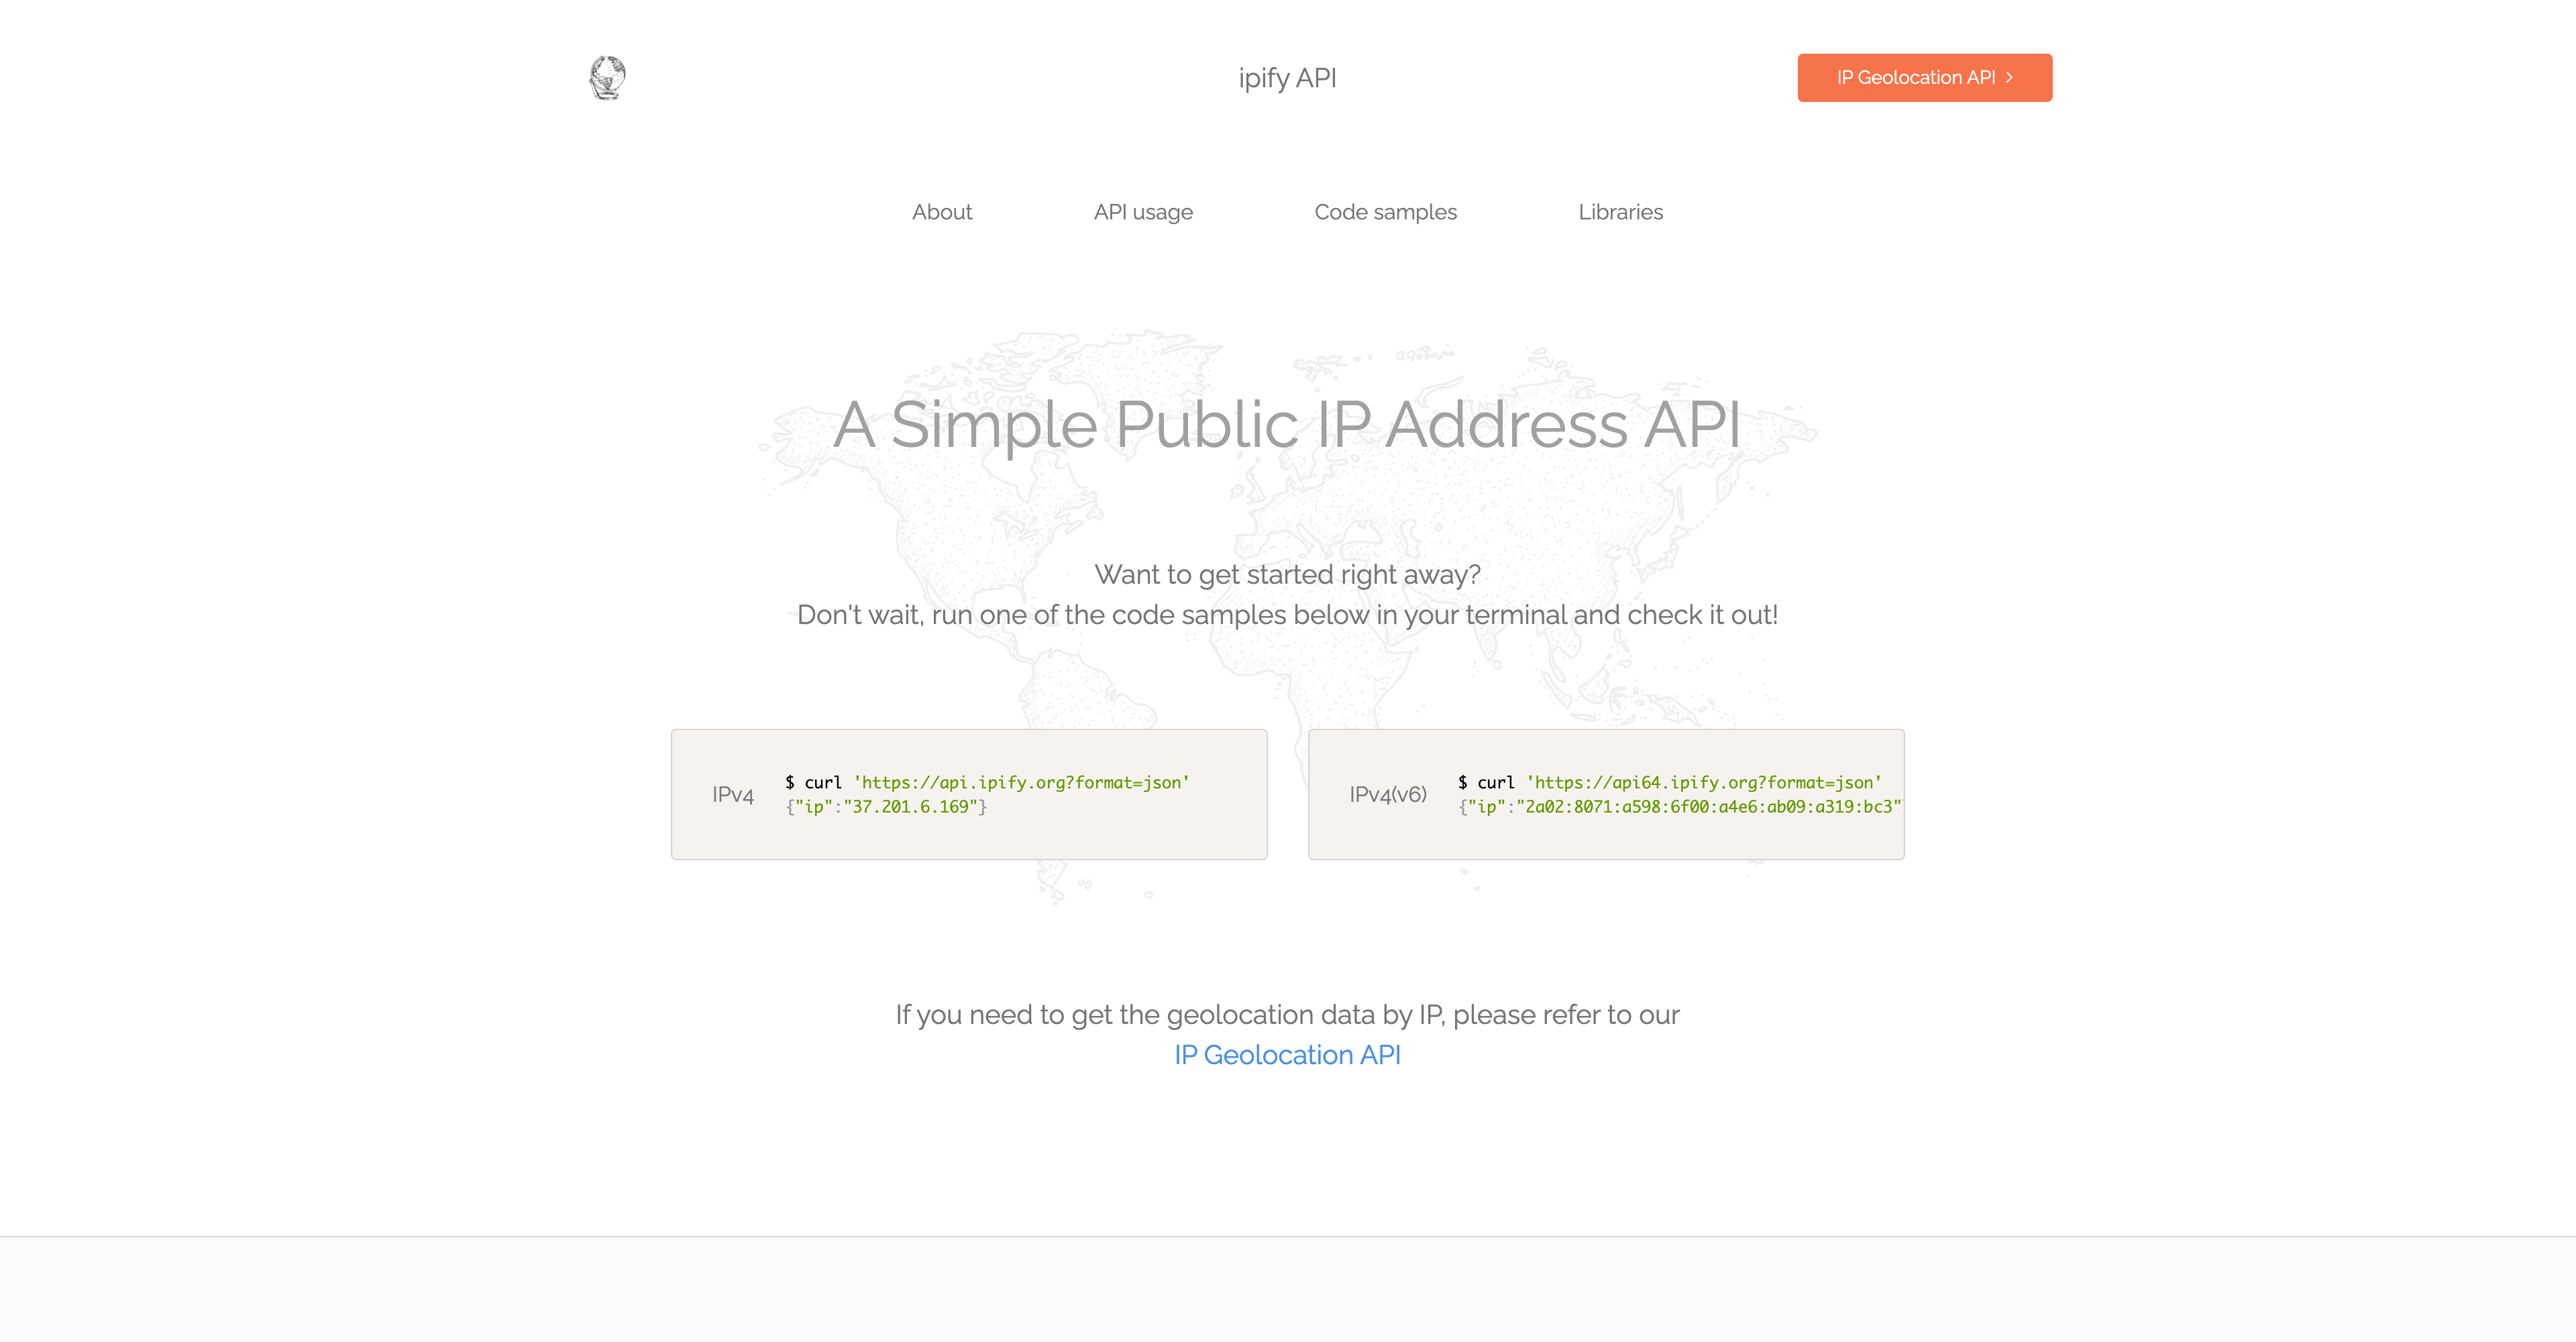 ipify API
IP Geolocation API >
About
API usage
Code samples
Libraries
A Simple Public IP Address API
Want to get started right away?
Don't wait, run one of the code samples below in your terminal and check it out!
IPv4
$ curl 'https://api.ipify.org?format=json'
{"ip":"37.201.6.169"}
IPv4(v6)
$ curl 'https://api64.ipify.org?format=json'
{"ip":"2a02:8071:a598:6f00:a4e6:ab09:a319:bc3"
If you need to get the geolocation data by IP, please refer to our
IP Geolocation API